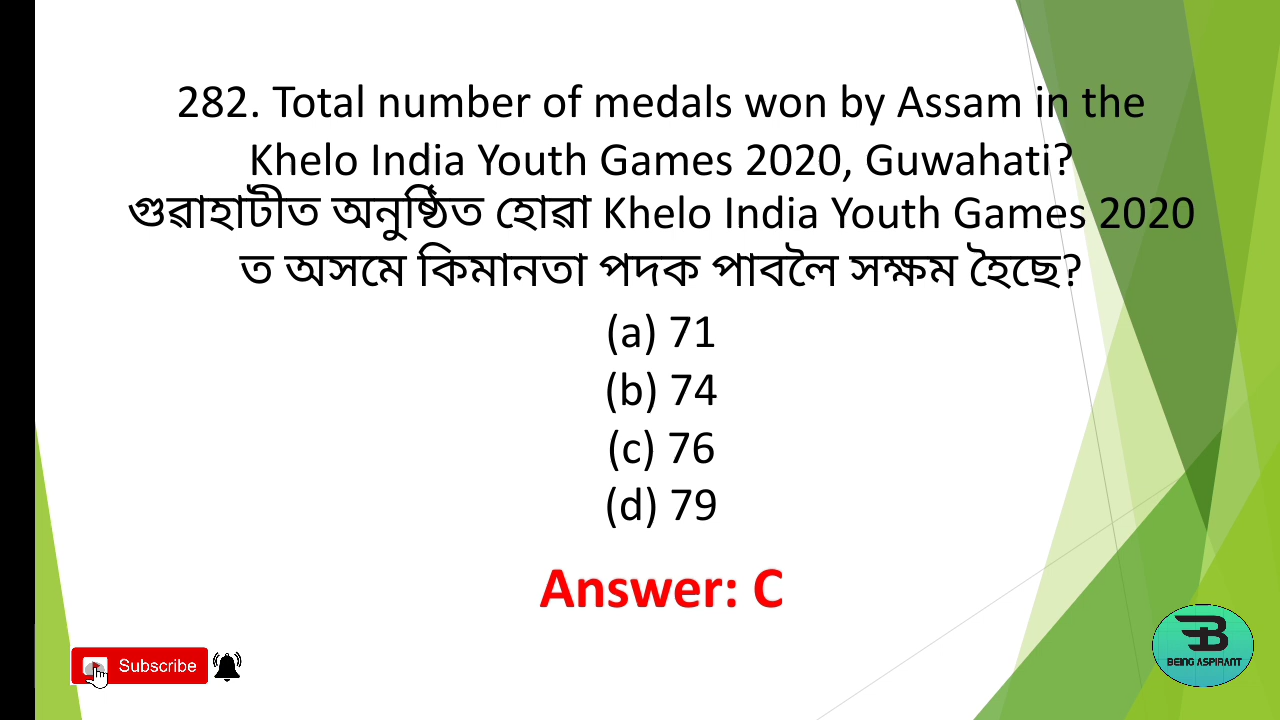 282. Total number of medals won by Assam in the
Khelo India Youth Games 2020, Guwahati?
গুৱাহাটীত অনুষ্ঠিত হোৱা Khelo India Youth Games 2020
ত অসমে কিমানতা পদক পাবলৈ সক্ষম হৈছে?
(a) 71
(b) 74
(c) 76
(d) 79
Answer: C
Subscribe
BEING ASPIRANT